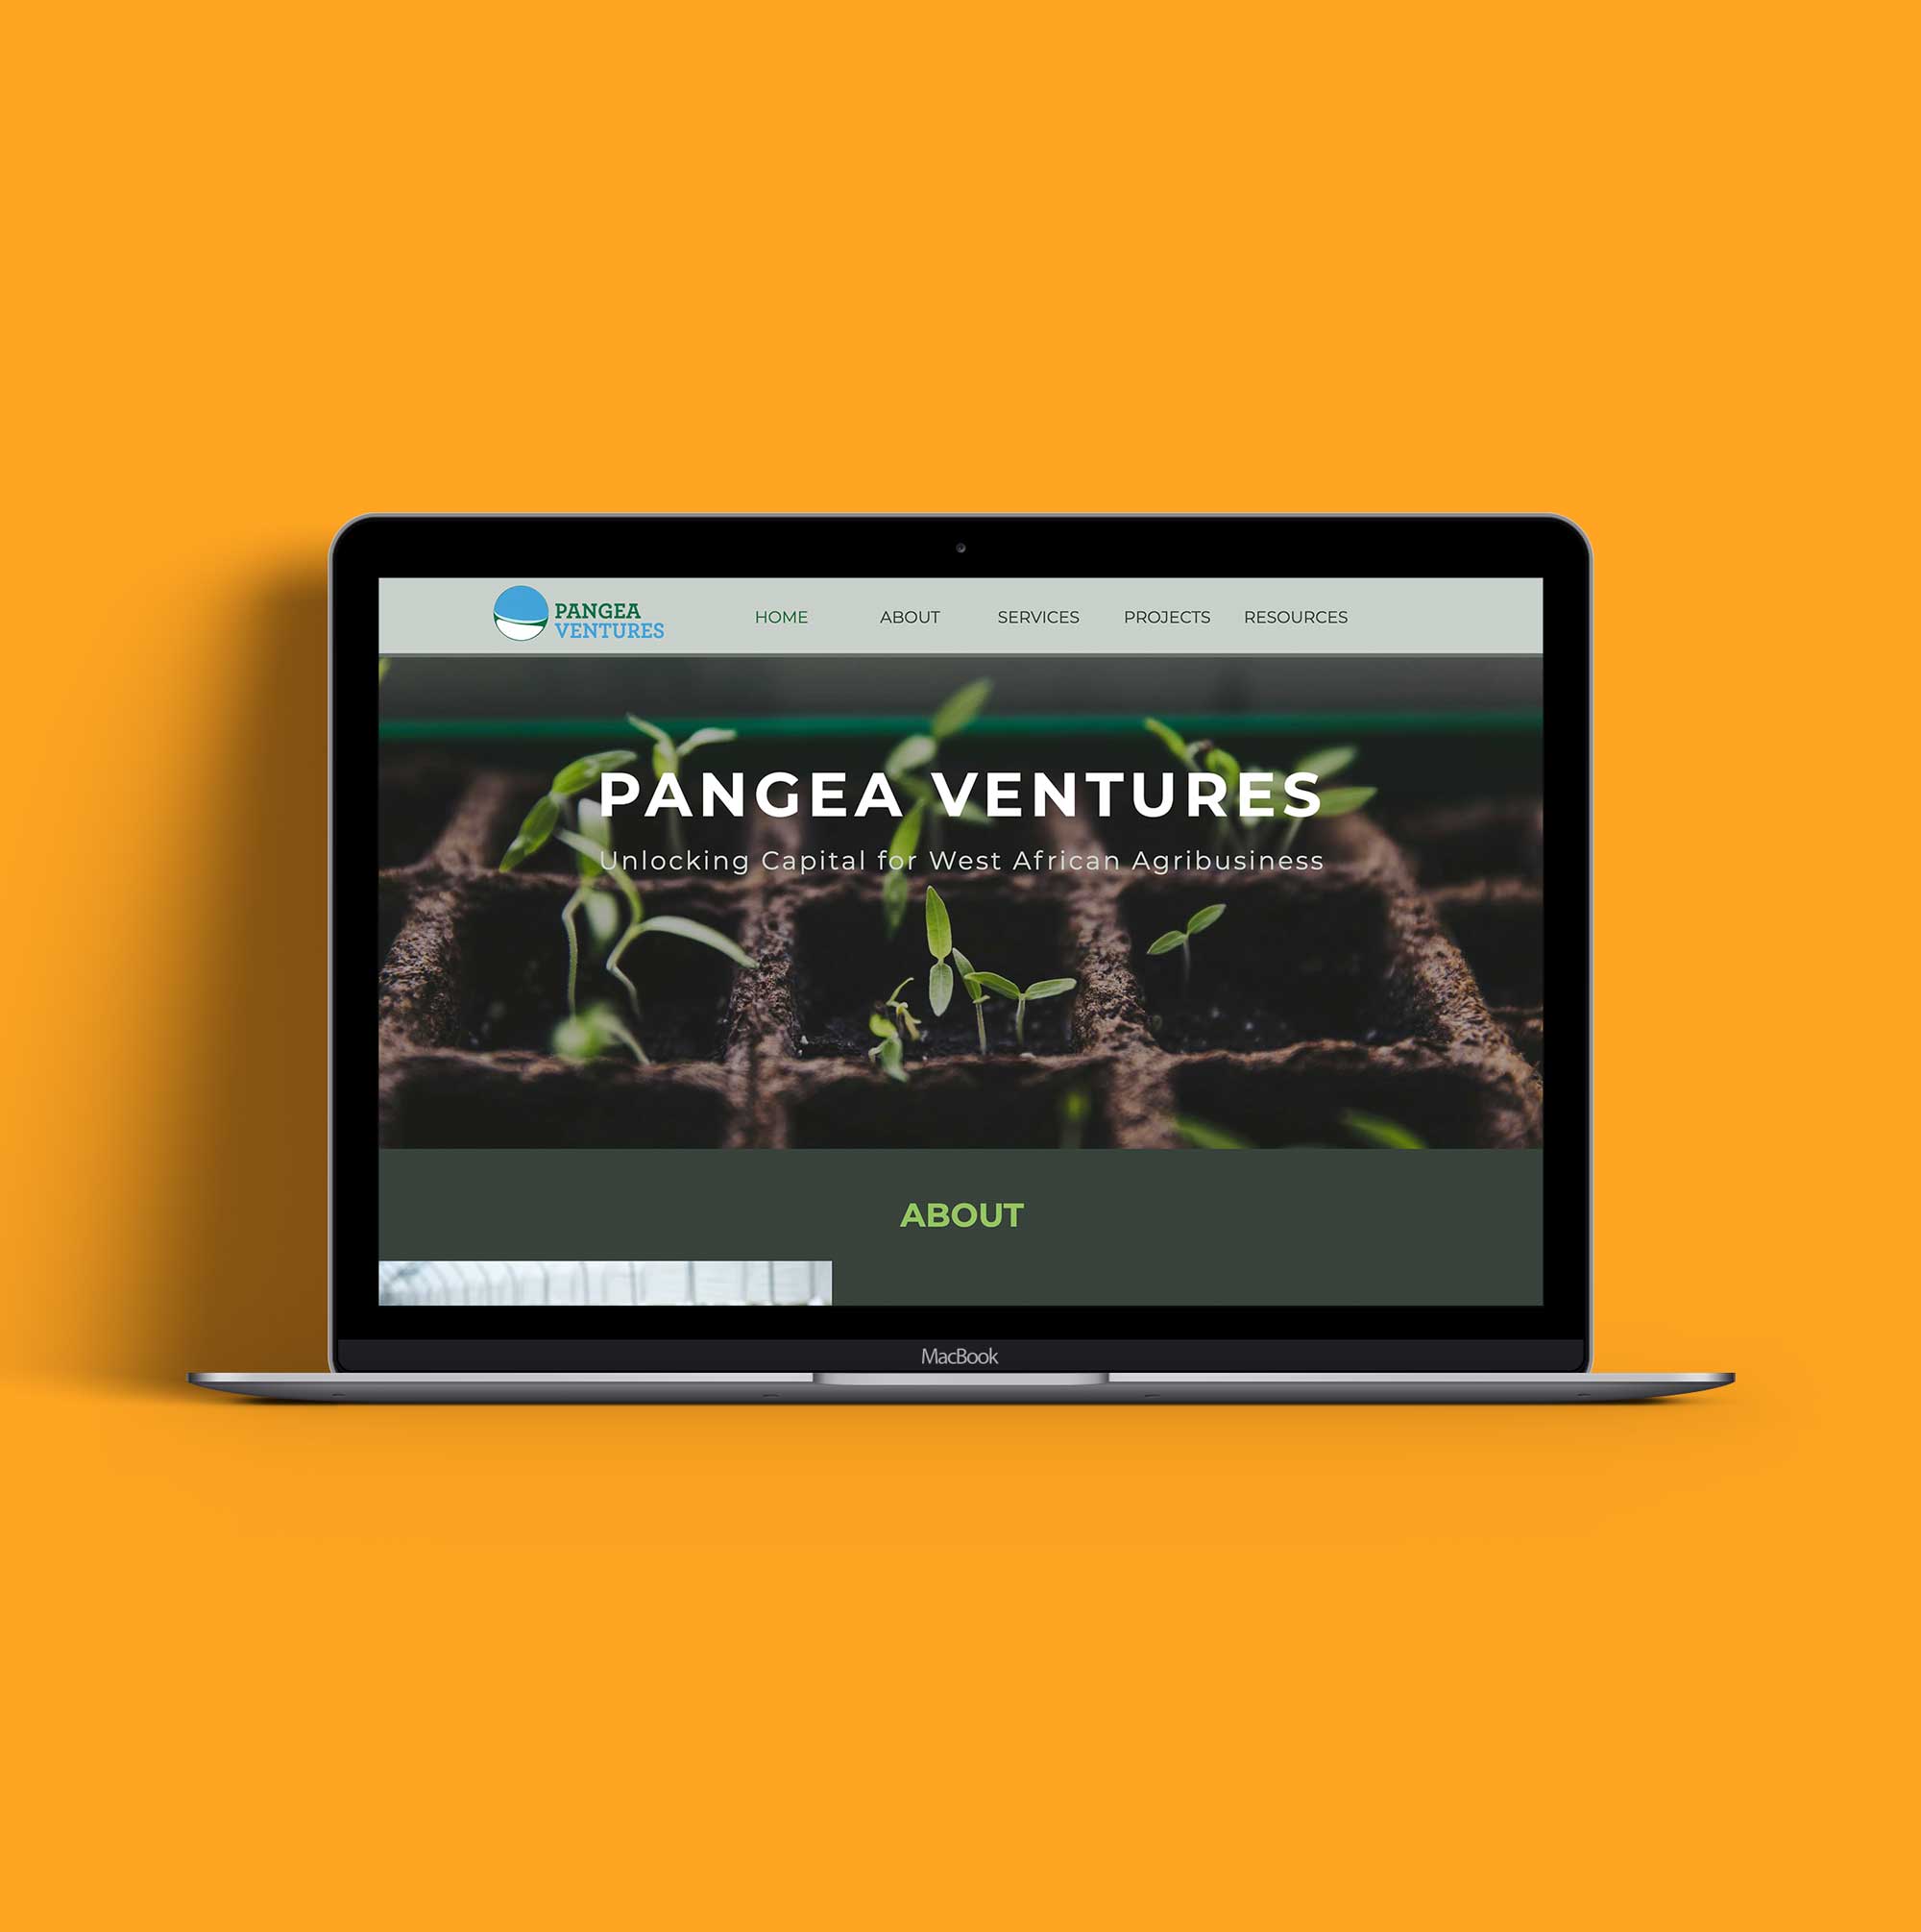 PANGEA
VENTURES
HOME ABOUT SERVICES PROJECTS RESOURCES
PANGEA VENTURES
Unlocking Capital for West African Agribusiness
ABOUT
MacBook